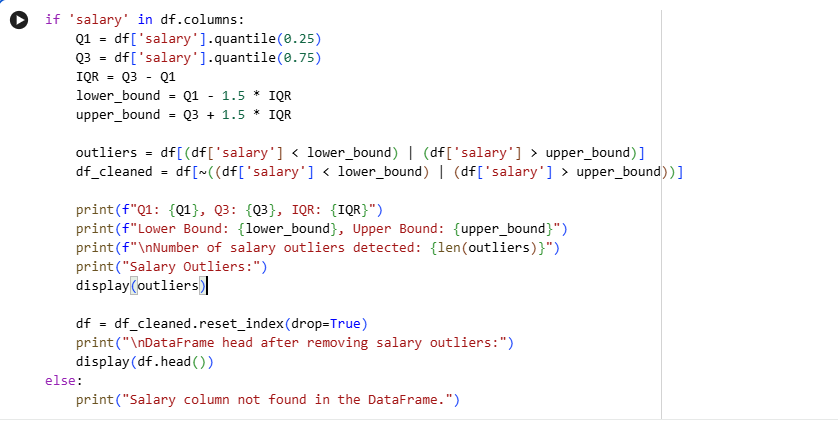 if 'salary' in df.columns:
    Q1 = df['salary'].quantile(0.25)
    Q3 = df['salary'].quantile(0.75)
    IQR = Q3 - Q1
    lower_bound = Q1 - 1.5 * IQR
    upper_bound = Q3 + 1.5 * IQR

    outliers = df[(df['salary'] < lower_bound) | (df['salary'] > upper_bound)]
    df_cleaned = df[~((df['salary'] < lower_bound) | (df['salary'] > upper_bound))]

    print(f"Q1: {Q1}, Q3: {Q3}, IQR: {IQR}")
    print(f"Lower Bound: {lower_bound}, Upper Bound: {upper_bound}")
    print(f"\nNumber of salary outliers detected: {len(outliers)}")
    print("Salary Outliers:")
    display(outliers)

    df = df_cleaned.reset_index(drop=True)
    print("\nDataFrame head after removing salary outliers:")
    display(df.head())
else:
    print("Salary column not found in the DataFrame.")